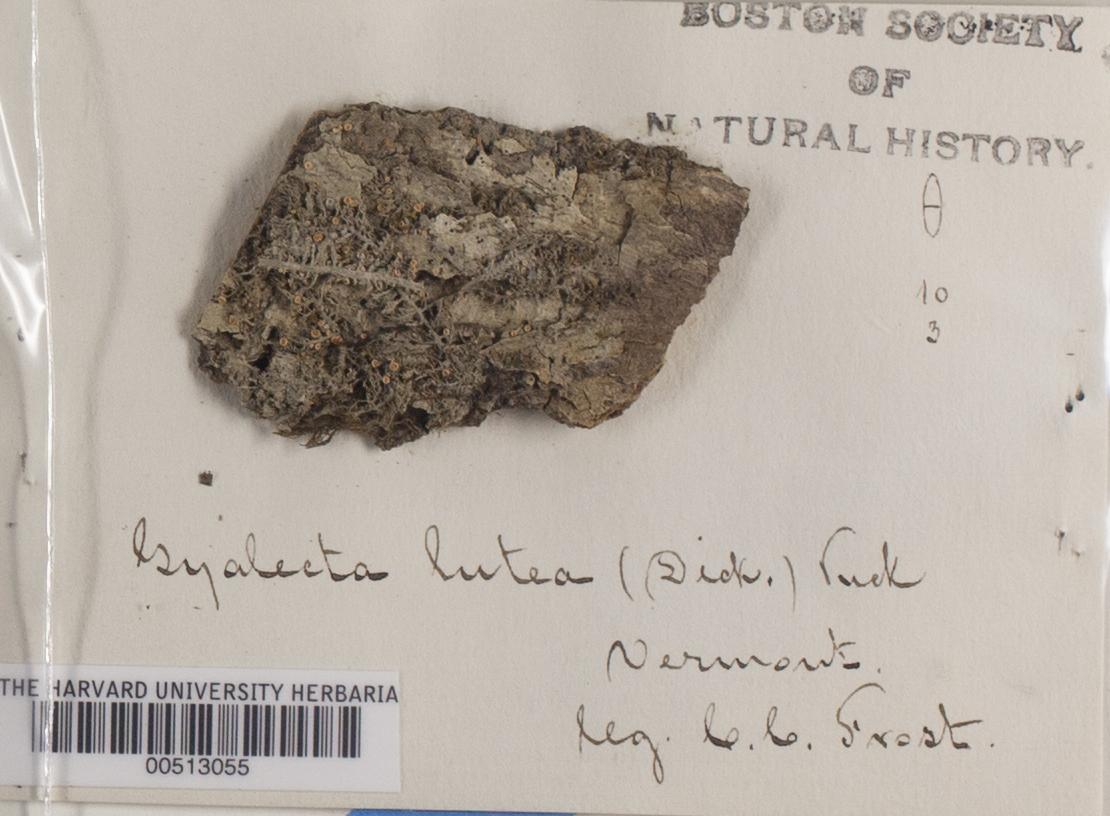 BOSTON SOCIETY
OF
NATURAL HISTORY.
10
3
Gyalecta lutea (Dick.) Tuck
Vermont.
leg. C. C. Frost.
THE HARVARD UNIVERSITY HERBARIA
00513055